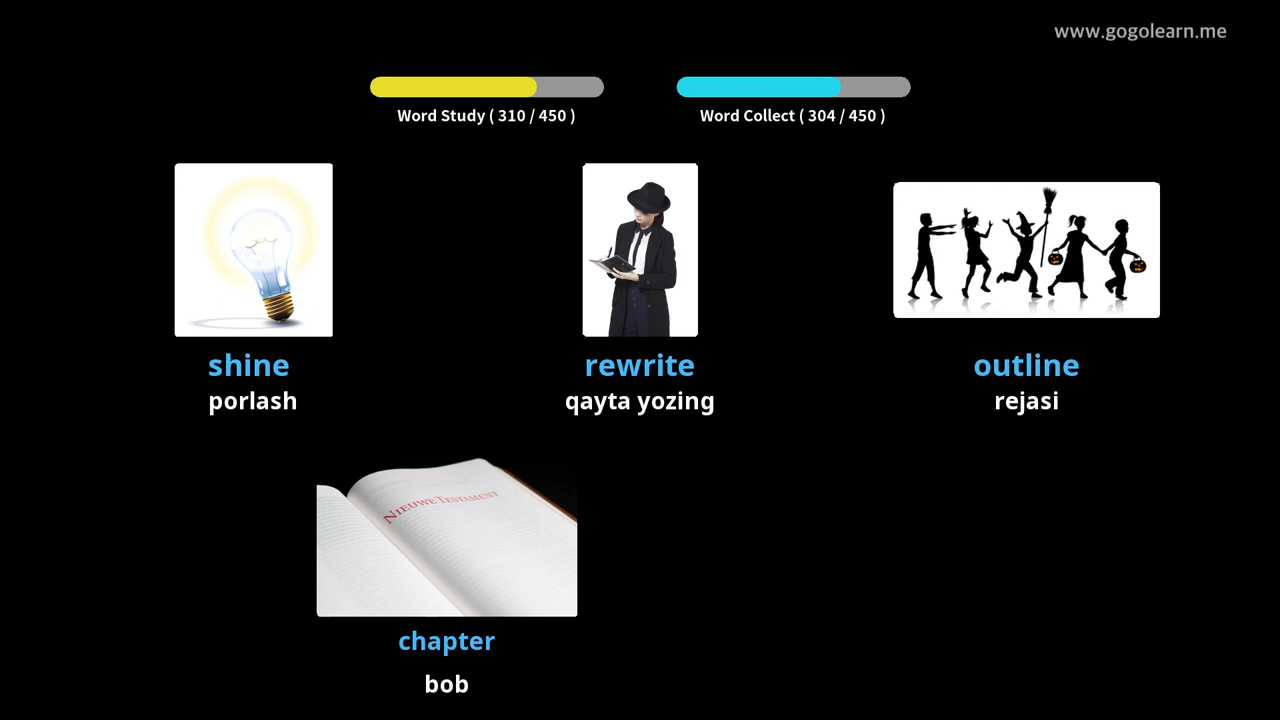 www.gogolearn.me
Word Study ( 310 / 450 )
Word Collect ( 304 / 450 )
shine
porlash
rewrite
qayta yozing
outline
rejasi
NIEUWE TESTAMENT
chapter
bob